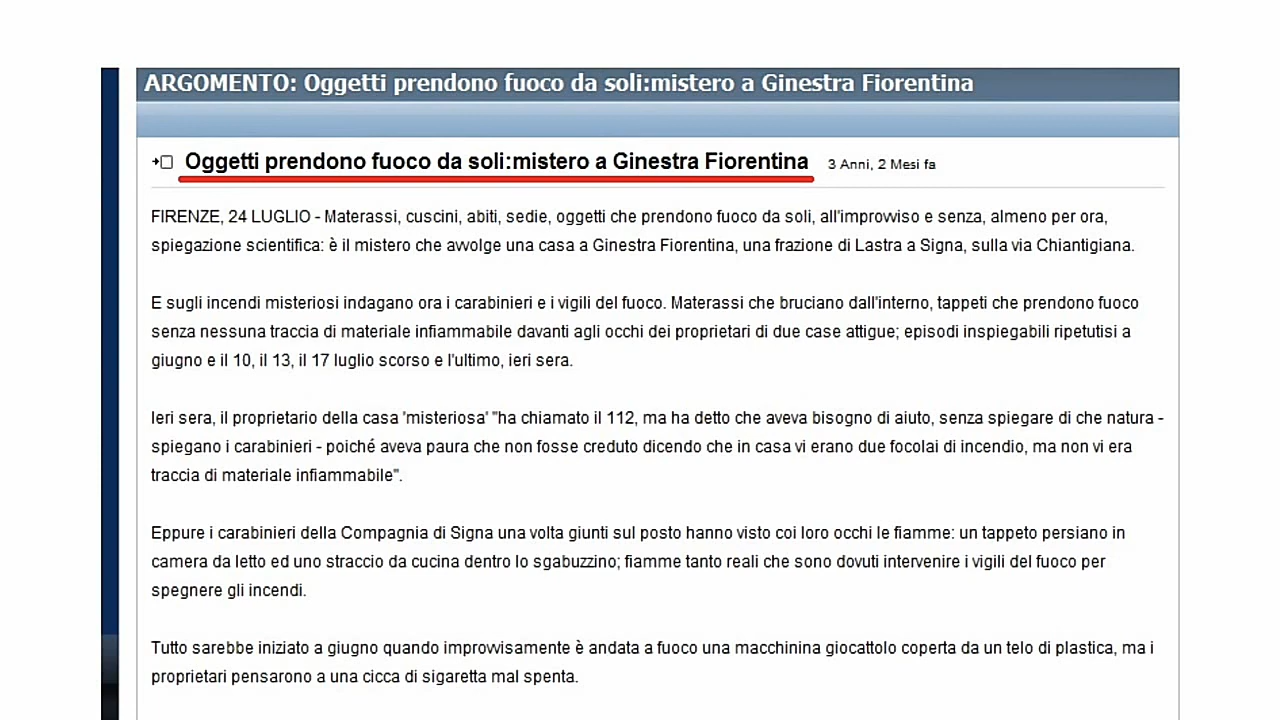 ARGOMENTO: Oggetti prendono fuoco da soli:mistero a Ginestra Fiorentina
Oggetti prendono fuoco da soli:mistero a Ginestra Fiorentina 3 Anni, 2 Mesi fa
FIRENZE, 24 LUGLIO - Materassi, cuscini, abiti, sedie, oggetti che prendono fuoco da soli, all'improvviso e senza, almeno per ora,
spiegazione scientifica: è il mistero che avvolge una casa a Ginestra Fiorentina, una frazione di Lastra a Signa, sulla via Chiantigiana.
E sugli incendi misteriosi indagano ora i carabinieri e i vigili del fuoco. Materassi che bruciano dall'interno, tappeti che prendono fuoco
senza nessuna traccia di materiale infiammabile davanti agli occhi dei proprietari di due case attigue; episodi inspiegabili ripetutisi a
giugno e il 10, il 13, il 17 luglio scorso e l'ultimo, ieri sera.
Ieri sera, il proprietario della casa 'misteriosa' "ha chiamato il 112, ma ha detto che aveva bisogno di aiuto, senza spiegare di che natura -
spiegano i carabinieri - poiché aveva paura che non fosse creduto dicendo che in casa vi erano due focolai di incendio, ma non vi era
traccia di materiale infiammabile".
Eppure i carabinieri della Compagnia di Signa una volta giunti sul posto hanno visto coi loro occhi le fiamme: un tappeto persiano in
camera da letto ed uno straccio da cucina dentro lo sgabuzzino; fiamme tanto reali che sono dovuti intervenire i vigili del fuoco per
spegnere gli incendi.
Tutto sarebbe iniziato a giugno quando improvvisamente è andata a fuoco una macchinina giocattolo coperta da un telo di plastica, ma i
proprietari pensarono a una cicca di sigaretta mal spenta.